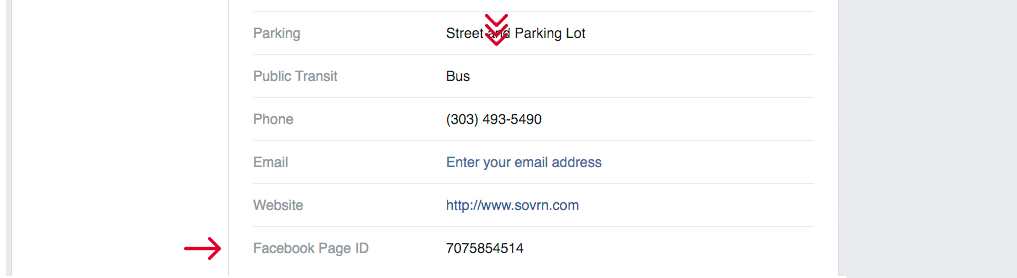 Parking Street and Parking Lot
Public Transit Bus
Phone (303) 493-5490
Email Enter your email address
Website http://www.sovrn.com
Facebook Page ID 7075854514